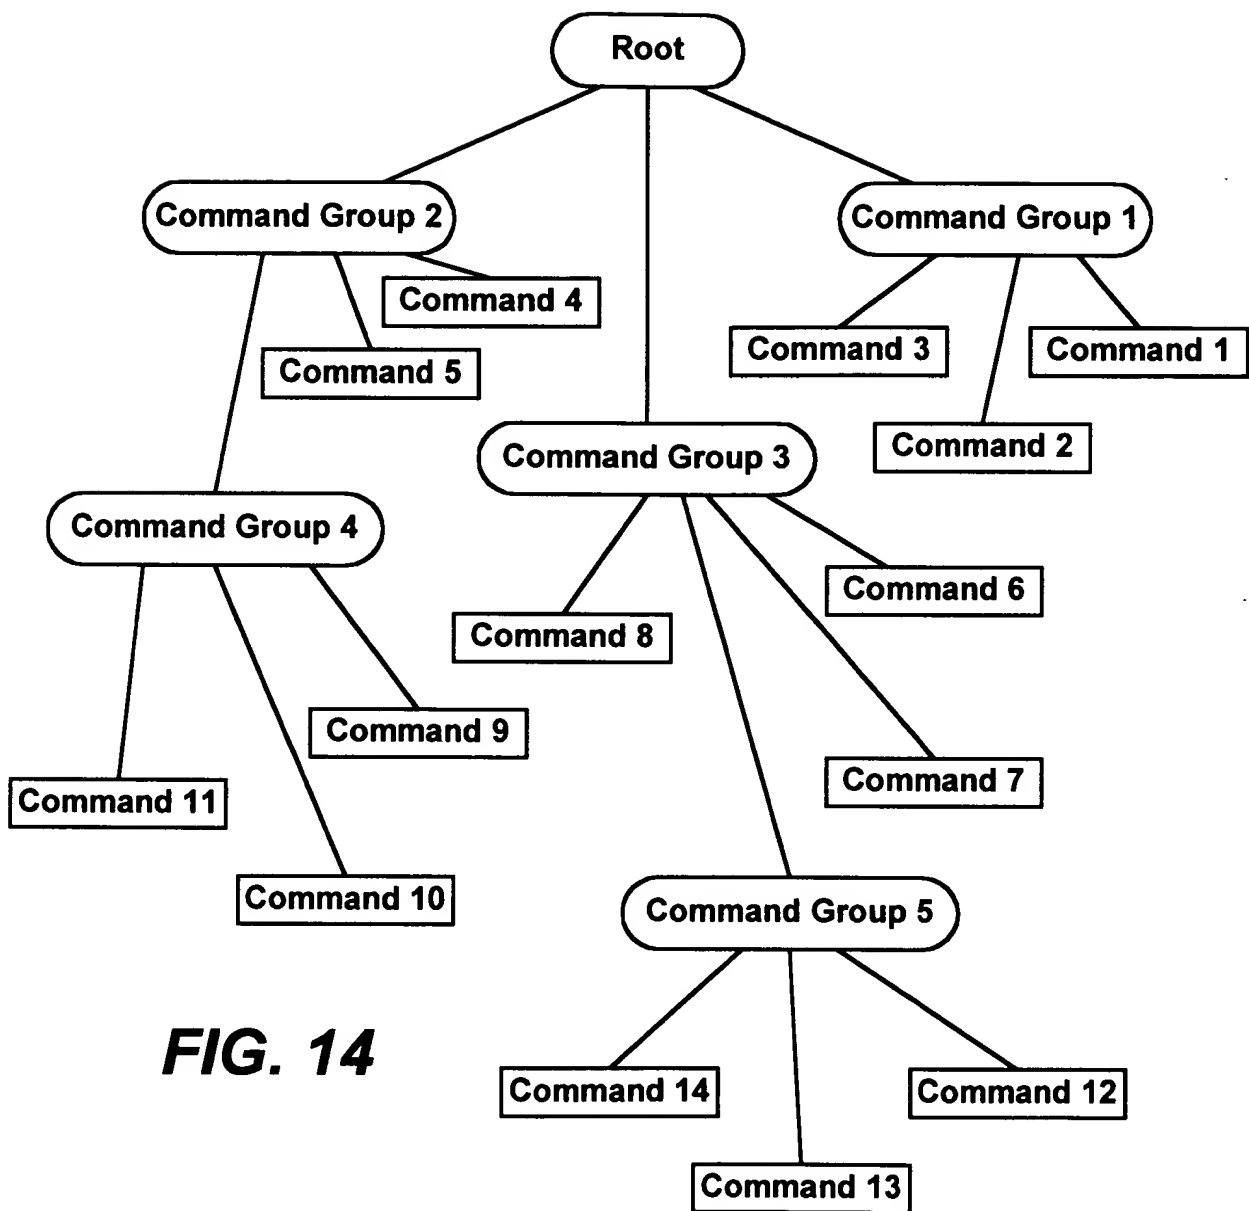 Root
Command Group 2
Command Group 1
Command 4
Command 3
Command 1
Command 5
Command 2
Command Group 3
Command Group 4
Command 6
Command 8
Command 9
Command 7
Command 11
Command 10
Command Group 5
FIG. 14
Command 14
Command 12
Command 13